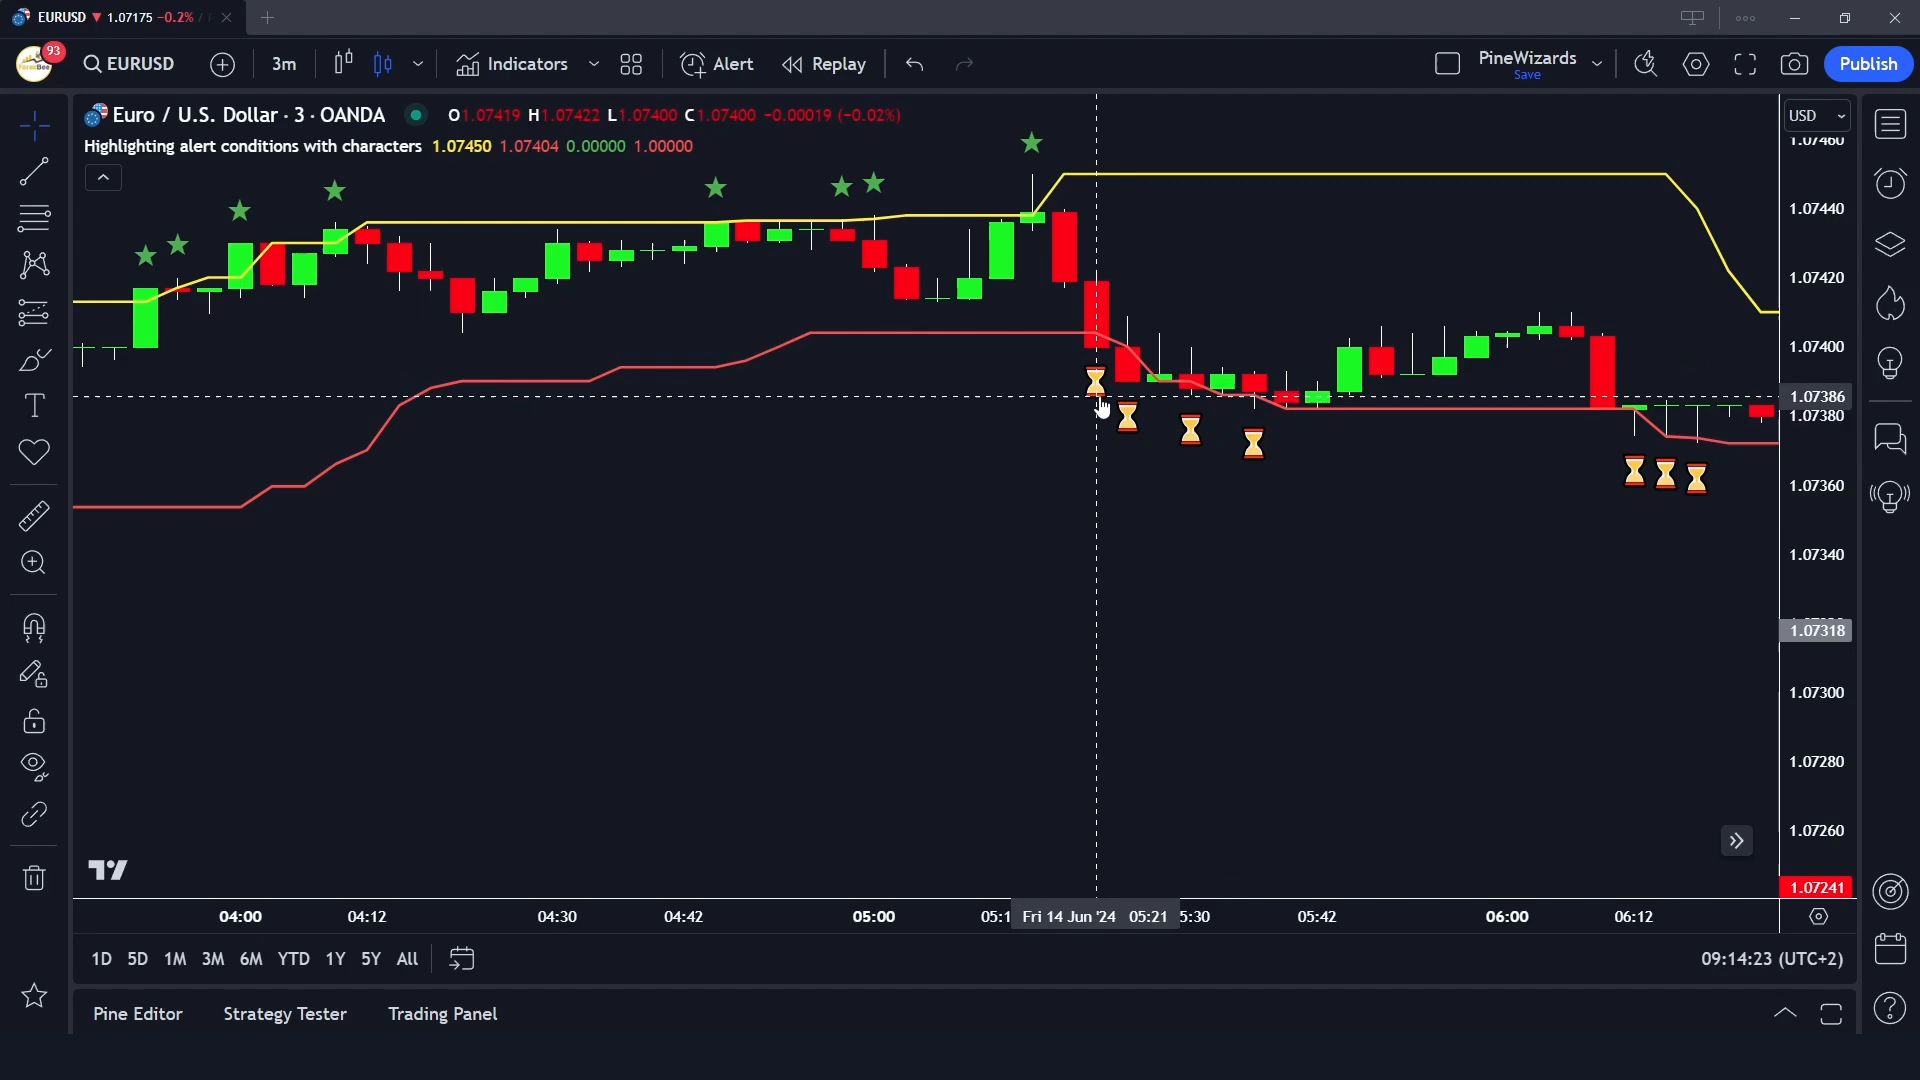 EURUSD ▼ 1.07175 −0.2% /
93
EURUSD
3m
Indicators
Alert
Replay
PineWizards
Save
Publish
Euro / U.S. Dollar · 3 · OANDA
O1.07419 H1.07422 L1.07400 C1.07400 −0.00019 (−0.02%)
Highlighting alert conditions with characters 1.07450 1.07404 0.00000 1.00000
USD
1.07460
1.07440
1.07420
1.07400
1.07386
1.07380
1.07360
1.07340
1.07318
1.07300
1.07280
1.07260
1.07241
04:00
04:12
04:30
04:42
05:00
05:1
Fri 14 Jun '24 05:21
5:30
05:42
06:00
06:12
1D 5D 1M 3M 6M YTD 1Y 5Y All
09:14:23 (UTC+2)
Pine Editor
Strategy Tester
Trading Panel